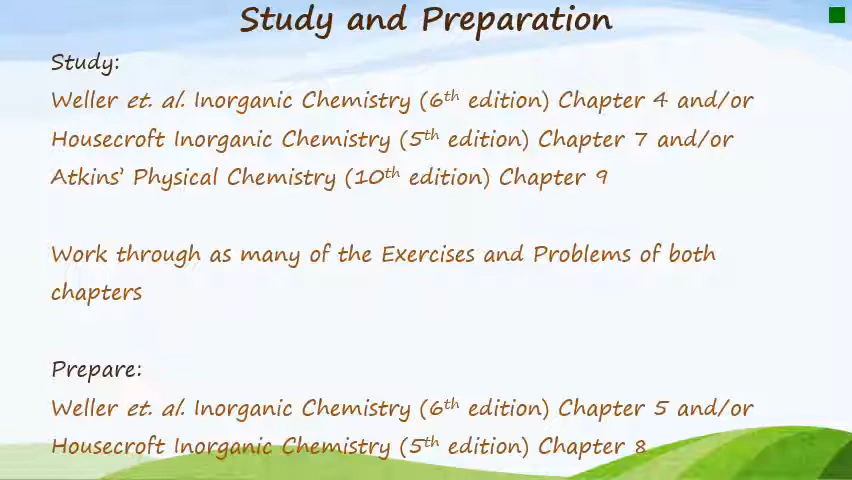 Study and Preparation
Study:
Weller et. al. Inorganic Chemistry (6th edition) Chapter 4 and/or
Housecroft Inorganic Chemistry (5th edition) Chapter 7 and/or
Atkins’ Physical Chemistry (10th edition) Chapter 9
Work through as many of the Exercises and Problems of both
chapters
Prepare:
Weller et. al. Inorganic Chemistry (6th edition) Chapter 5 and/or
Housecroft Inorganic Chemistry (5th edition) Chapter 8